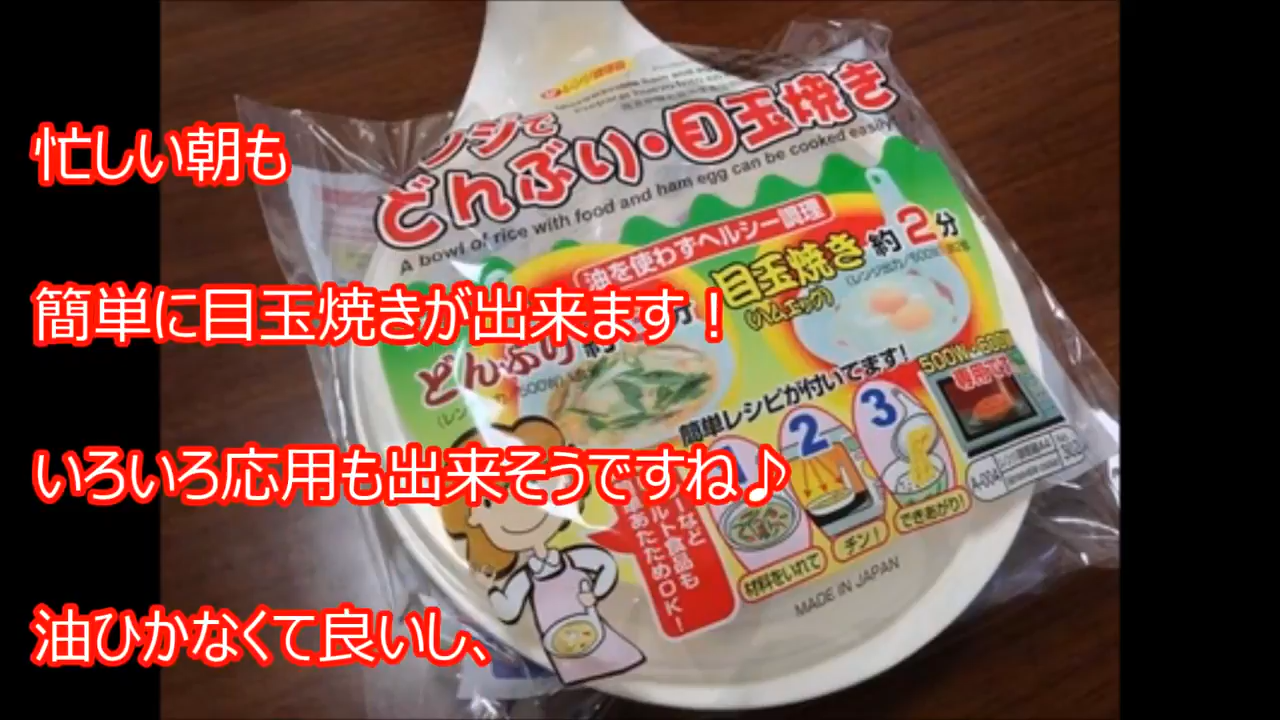 忙しい朝も
簡単に目玉焼きが出来ます！
いろいろ応用も出来そうですね♪
油ひかなくて良いし、
どんぶり・目玉焼き
A bowl of rice with food and ham egg can be cooked easily!
油を使わずヘルシー調理
目玉焼き 約2分
(ハムエッグ)
どんぶり
簡単レシピが付いてます!
1 2 3
材料をいれて
チン!
できあがり!
専用です
A-004
MADE IN JAPAN